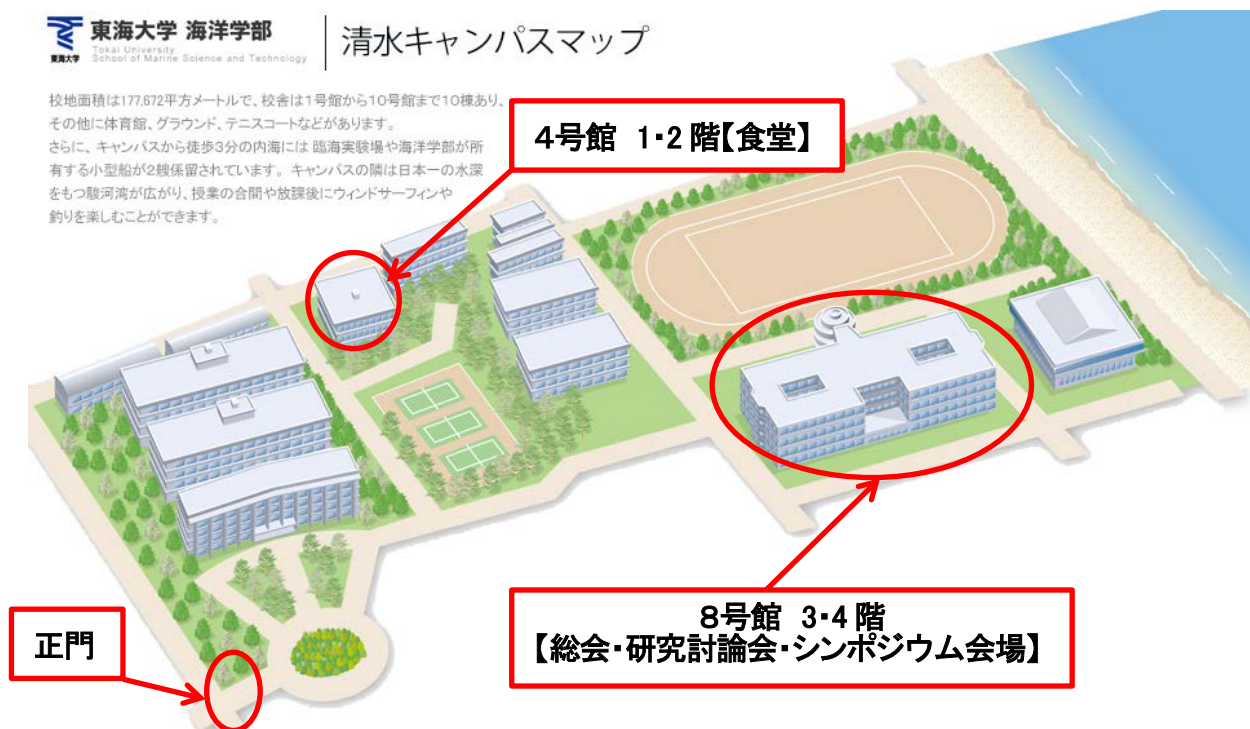 東海大学 海洋学部
Tokai University
School of Marine Science and Technology
東海大学
清水キャンパスマップ
校地面積は177,672平方メートルで、校舎は1号館から10号館まで10棟あり、
その他に体育館、グラウンド、テニスコートなどがあります。
さらに、キャンパスから徒歩3分の内海には 臨海実験場や海洋学部が所
有する小型船が2艘係留されています。キャンパスの隣は日本一の水深
をもつ駿河湾が広がり、授業の合間や放課後にウィンドサーフィンや
釣りを楽しむことができます。
4号館 1・2階【食堂】
8号館 3・4階
【総会・研究討論会・シンポジウム会場】
正門